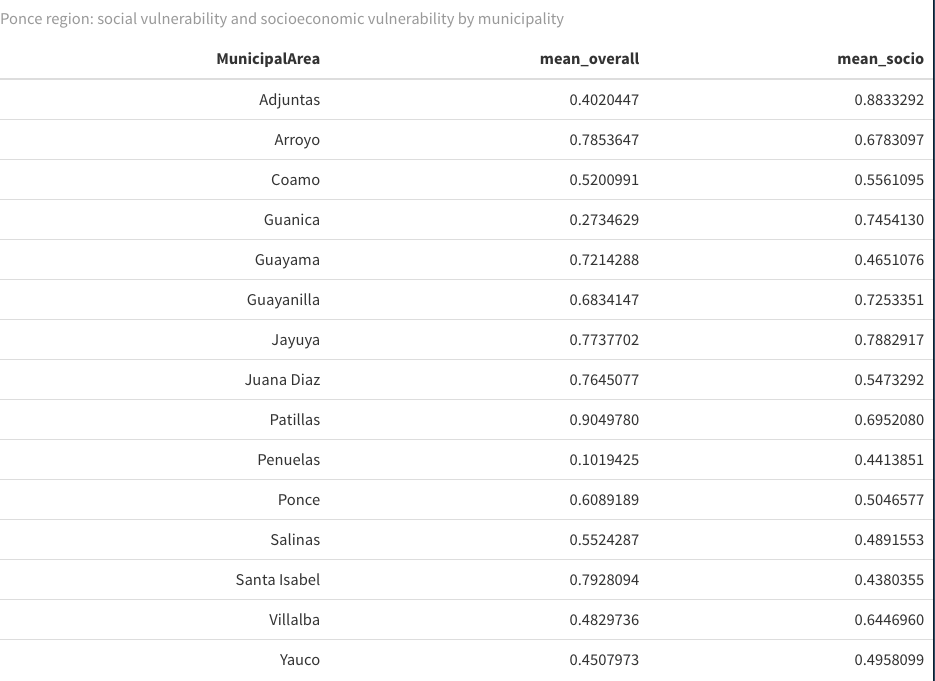 Ponce region: social vulnerability and socioeconomic vulnerability by municipality
MunicipalArea mean_overall mean_socio
Adjuntas 0.4020447 0.8833292
Arroyo 0.7853647 0.6783097
Coamo 0.5200991 0.5561095
Guanica 0.2734629 0.7454130
Guayama 0.7214288 0.4651076
Guayanilla 0.6834147 0.7253351
Jayuya 0.7737702 0.7882917
Juana Diaz 0.7645077 0.5473292
Patillas 0.9049780 0.6952080
Penuelas 0.1019425 0.4413851
Ponce 0.6089189 0.5046577
Salinas 0.5524287 0.4891553
Santa Isabel 0.7928094 0.4380355
Villalba 0.4829736 0.6446960
Yauco 0.4507973 0.4958099